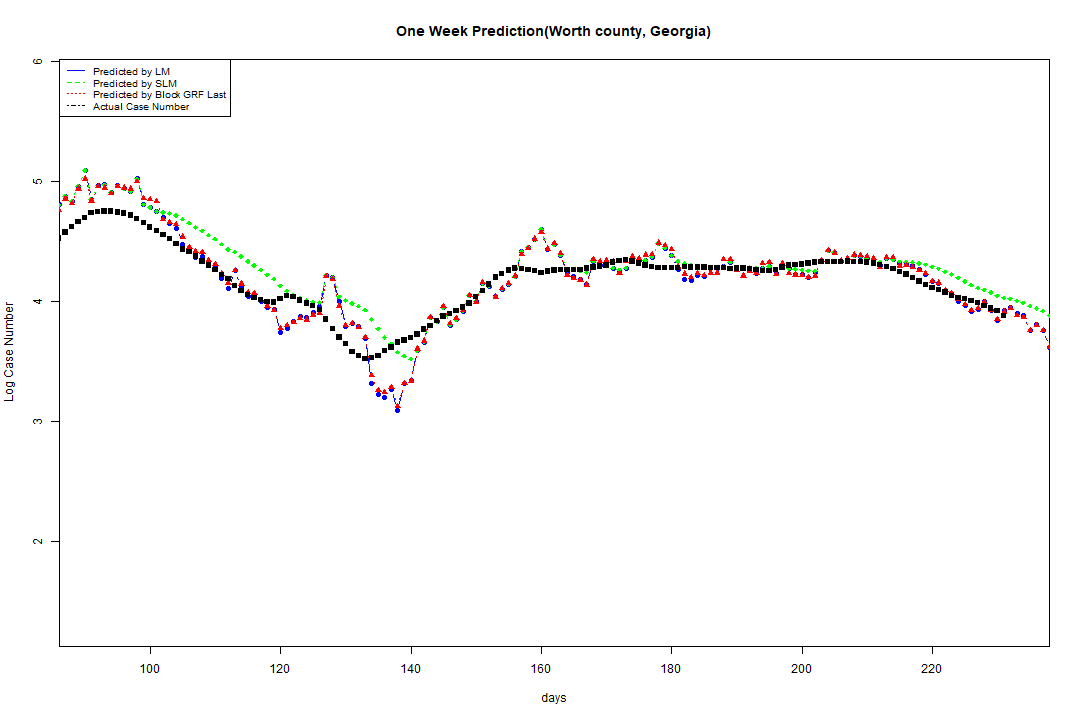 One Week Prediction(Worth county, Georgia)
Predicted by LM
Predicted by SLM
Predicted by Block GRF Last
Actual Case Number
6
5
4
3
2
Log Case Number
100 120 140 160 180 200 220
days